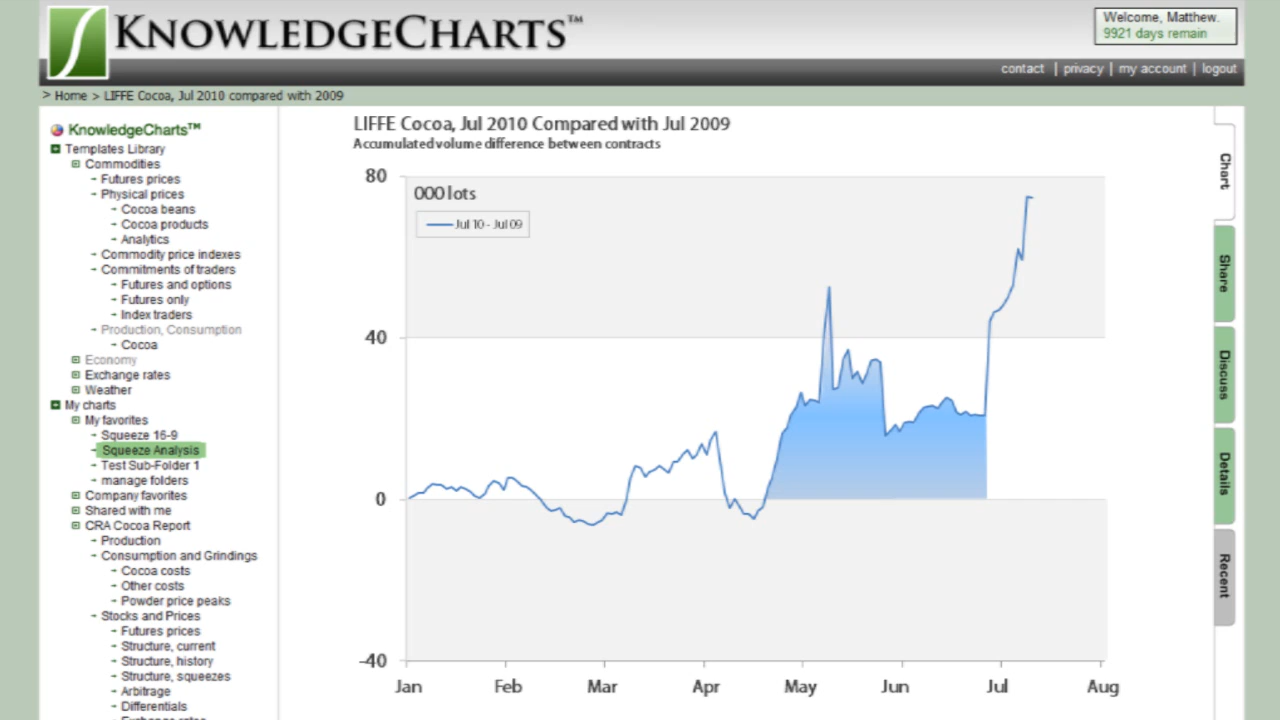 KNOWLEDGECHARTS™
Welcome, Matthew.
9921 days remain
contact | privacy | my account | logout
> Home > LIFFE Cocoa, Jul 2010 compared with 2009
KnowledgeCharts™
Templates Library
Commodities
Futures prices
Physical prices
Cocoa beans
Cocoa products
Analytics
Commodity price indexes
Commitments of traders
Futures and options
Futures only
Index traders
Production, Consumption
Cocoa
Economy
Exchange rates
Weather
My charts
My favorites
Squeeze 16-9
Squeeze Analysis
Test Sub-Folder 1
manage folders
Company favorites
Shared with me
CRA Cocoa Report
Production
Consumption and Grindings
Cocoa costs
Other costs
Powder price peaks
Stocks and Prices
Futures prices
Structure, current
Structure, history
Structure, squeezes
Arbitrage
Differentials
LIFFE Cocoa, Jul 2010 Compared with Jul 2009
Accumulated volume difference between contracts
80
000 lots
Jul 10 - Jul 09
40
0
-40
Jan Feb Mar Apr May Jun Jul Aug
Chart
Share
Discuss
Details
Recent